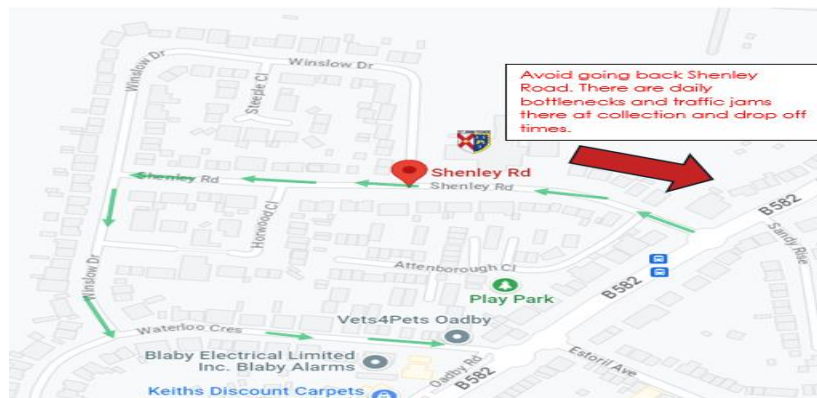 Winslow Dr
Winslow Dr
Steeple Cl
Avoid going back Shenley
Road. There are daily
bottlenecks and traffic jams
there at collection and drop off
times.
Shenley Rd
Shenley Rd
Shenley Rd
Horwood Cl
B582
Sandy Rise
Attenborough Cl
B582
Winslow Dr
Play Park
Waterloo Cres
Vets4Pets Oadby
Blaby Electrical Limited
Inc. Blaby Alarms
Oadby Rd
B582
Estoril Ave
Keiths Discount Carpets